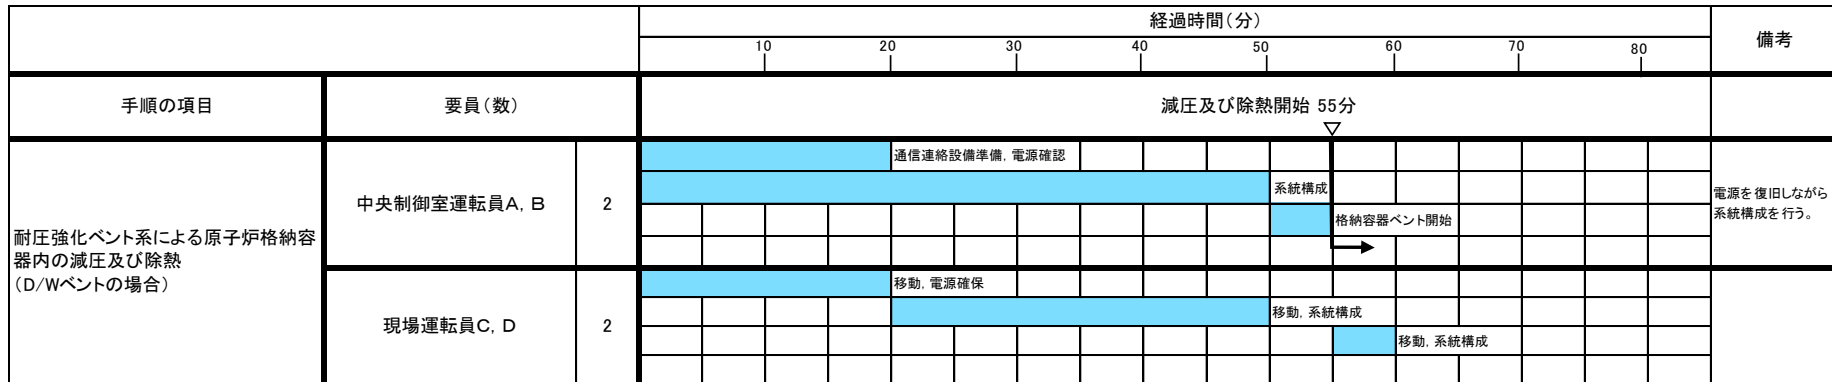 経過時間(分)
備考
10 20 30 40 50 60 70 80
手順の項目
要員(数)
減圧及び除熱開始 55分
耐圧強化ベント系による原子炉格納容
器内の減圧及び除熱
(D/Wベントの場合)
中央制御室運転員A, B
2
通信連絡設備準備, 電源確認
系統構成
格納容器ベント開始
電源を復旧しながら
系統構成を行う。
現場運転員C, D
2
移動, 電源確保
移動, 系統構成
移動, 系統構成